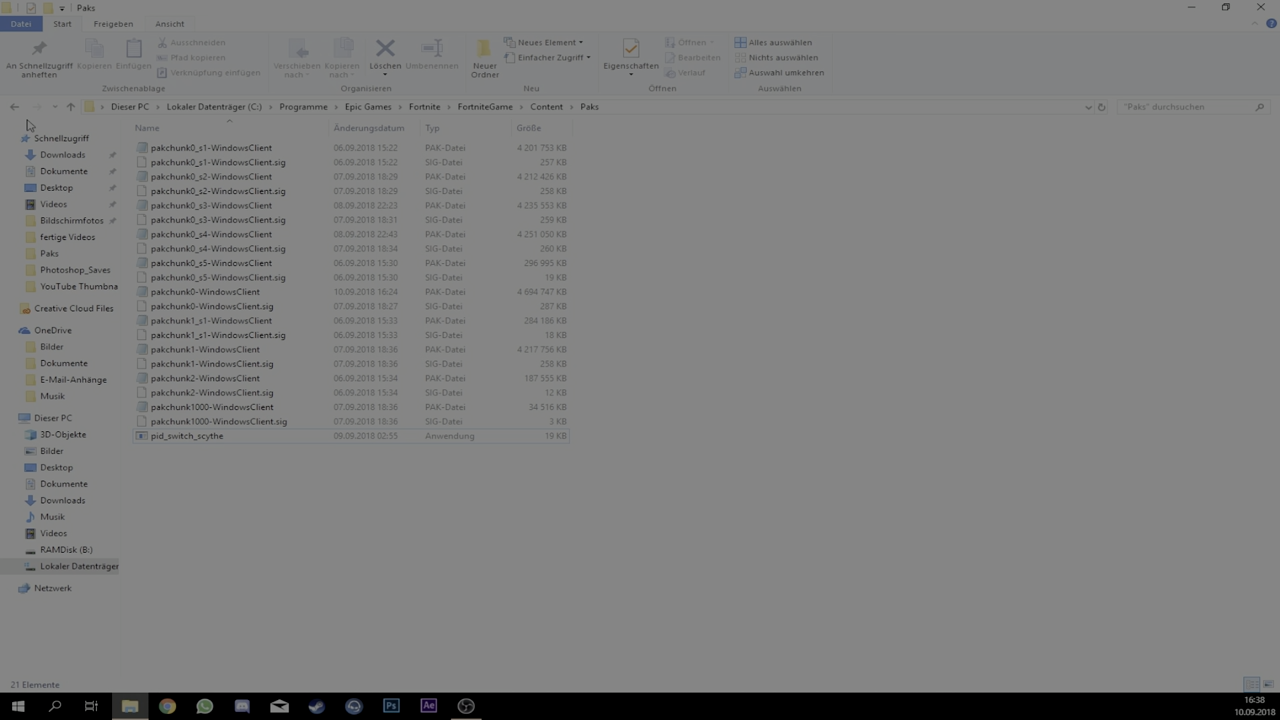 Paks
Datei Start Freigeben Ansicht
An Schnellzugriff anheften
Kopieren
Einfügen
Ausschneiden
Pfad kopieren
Verknüpfung einfügen
Zwischenablage
Verschieben nach
Kopieren nach
Löschen
Umbenennen
Organisieren
Neuer Ordner
Neues Element
Einfacher Zugriff
Neu
Eigenschaften
Öffnen
Bearbeiten
Verlauf
Öffnen
Alles auswählen
Nichts auswählen
Auswahl umkehren
Auswählen
Dieser PC > Lokaler Datenträger (C:) > Programme > Epic Games > Fortnite > FortniteGame > Content > Paks
"Paks" durchsuchen
Schnellzugriff
Downloads
Dokumente
Desktop
Videos
Bildschirmfotos
fertige Videos
Paks
Photoshop_Saves
YouTube Thumbna
Creative Cloud Files
OneDrive
Bilder
Dokumente
E-Mail-Anhänge
Musik
Dieser PC
3D-Objekte
Bilder
Desktop
Dokumente
Downloads
Musik
Videos
RAMDisk (B:)
Lokaler Datenträger
Netzwerk
Name Änderungsdatum Typ Größe
pakchunk0_s1-WindowsClient 06.09.2018 15:22 PAK-Datei 4 201 753 KB
pakchunk0_s1-WindowsClient.sig 06.09.2018 15:22 SIG-Datei 257 KB
pakchunk0_s2-WindowsClient 07.09.2018 18:29 PAK-Datei 4 212 426 KB
pakchunk0_s2-WindowsClient.sig 07.09.2018 18:29 SIG-Datei 258 KB
pakchunk0_s3-WindowsClient 08.09.2018 22:23 PAK-Datei 4 235 553 KB
pakchunk0_s3-WindowsClient.sig 07.09.2018 18:31 SIG-Datei 259 KB
pakchunk0_s4-WindowsClient 08.09.2018 22:43 PAK-Datei 4 251 050 KB
pakchunk0_s4-WindowsClient.sig 07.09.2018 18:34 SIG-Datei 260 KB
pakchunk0_s5-WindowsClient 06.09.2018 15:30 PAK-Datei 296 995 KB
pakchunk0_s5-WindowsClient.sig 06.09.2018 15:30 SIG-Datei 19 KB
pakchunk0-WindowsClient 10.09.2018 16:24 PAK-Datei 4 694 747 KB
pakchunk0-WindowsClient.sig 07.09.2018 18:27 SIG-Datei 287 KB
pakchunk1_s1-WindowsClient 06.09.2018 15:33 PAK-Datei 284 186 KB
pakchunk1_s1-WindowsClient.sig 06.09.2018 15:33 SIG-Datei 18 KB
pakchunk1-WindowsClient 07.09.2018 18:36 PAK-Datei 4 217 756 KB
pakchunk1-WindowsClient.sig 07.09.2018 18:36 SIG-Datei 258 KB
pakchunk2-WindowsClient 06.09.2018 15:34 PAK-Datei 187 555 KB
pakchunk2-WindowsClient.sig 06.09.2018 15:34 SIG-Datei 12 KB
pakchunk1000-WindowsClient 07.09.2018 18:36 PAK-Datei 34 516 KB
pakchunk1000-WindowsClient.sig 07.09.2018 18:36 SIG-Datei 3 KB
pid_switch_scythe 09.09.2018 02:55 Anwendung 19 KB
21 Elemente
Ps
Ae
16:38
10.09.2018